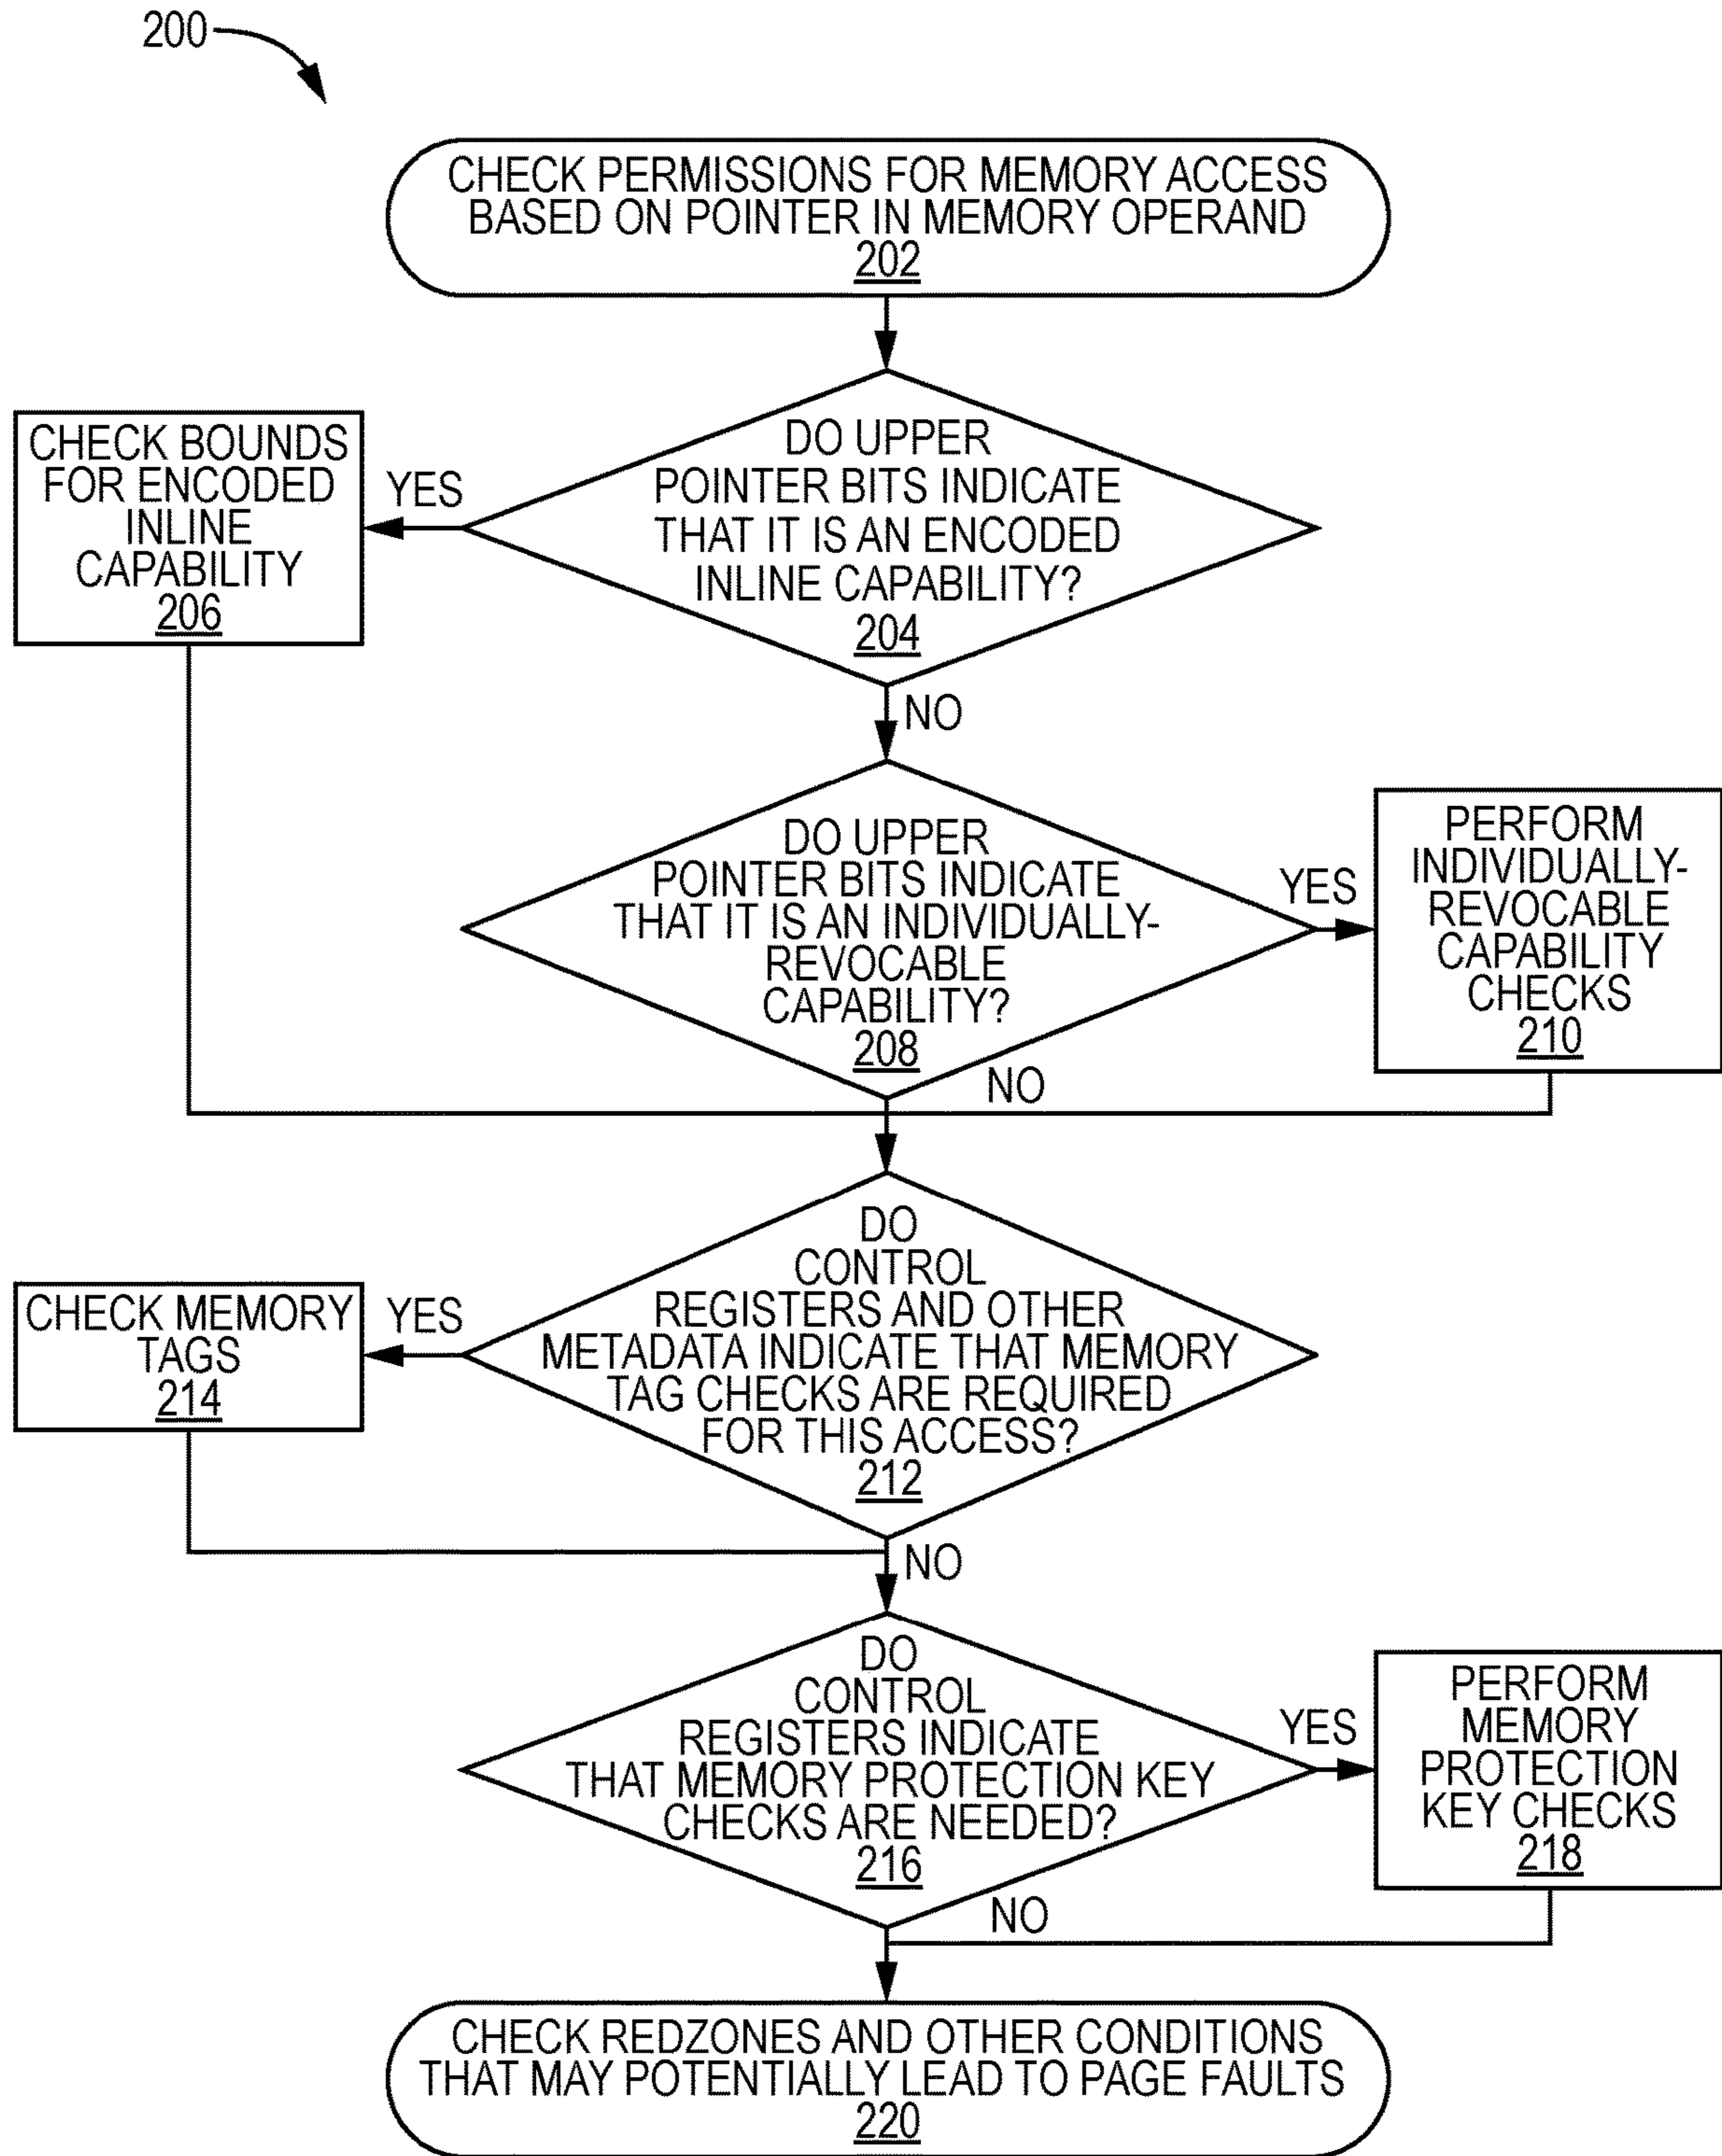 200
CHECK PERMISSIONS FOR MEMORY ACCESS
BASED ON POINTER IN MEMORY OPERAND
202
DO UPPER
POINTER BITS INDICATE
THAT IT IS AN ENCODED
INLINE CAPABILITY?
204
YES
CHECK BOUNDS
FOR ENCODED
INLINE
CAPABILITY
206
NO
DO UPPER
POINTER BITS INDICATE
THAT IT IS AN INDIVIDUALLY-
REVOCABLE
CAPABILITY?
208
YES
PERFORM
INDIVIDUALLY-
REVOCABLE
CAPABILITY
CHECKS
210
NO
DO
CONTROL
REGISTERS AND OTHER
METADATA INDICATE THAT MEMORY
TAG CHECKS ARE REQUIRED
FOR THIS ACCESS?
212
YES
CHECK MEMORY
TAGS
214
NO
DO
CONTROL
REGISTERS INDICATE
THAT MEMORY PROTECTION KEY
CHECKS ARE NEEDED?
216
YES
PERFORM
MEMORY
PROTECTION
KEY CHECKS
218
NO
CHECK REDZONES AND OTHER CONDITIONS
THAT MAY POTENTIALLY LEAD TO PAGE FAULTS
220